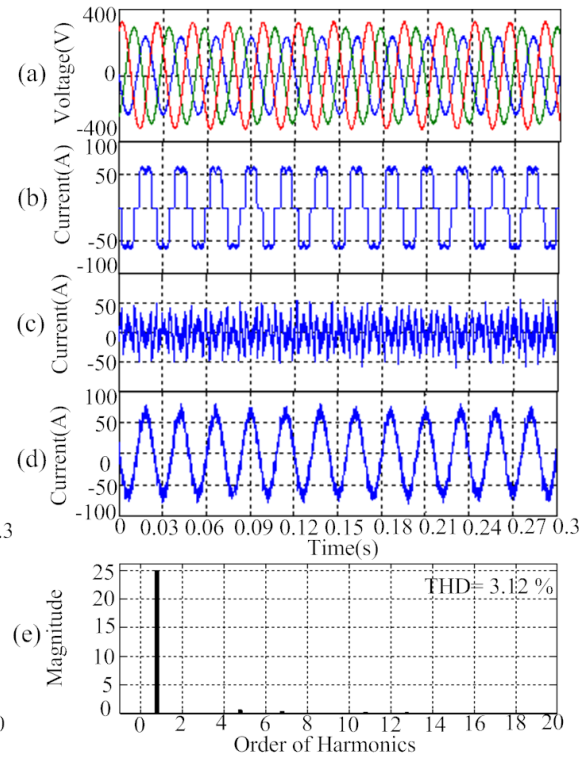 400
(a)
Voltage(V)
0
-400
100
(b)
Current(A)
50
-50
-100
(c)
Current(A)
50
0
-50
100
(d)
Current(A)
50
0
-50
-100
0 0.03 0.06 0.09 0.12 0.15 0.18 0.21 0.24 0.27 0.3
.3
Time(s)
(e)
Magnitude
25
20
15
10
5
0
THD= 3.12 %
0 2 4 6 8 10 12 14 16 18 20
0
Order of Harmonics